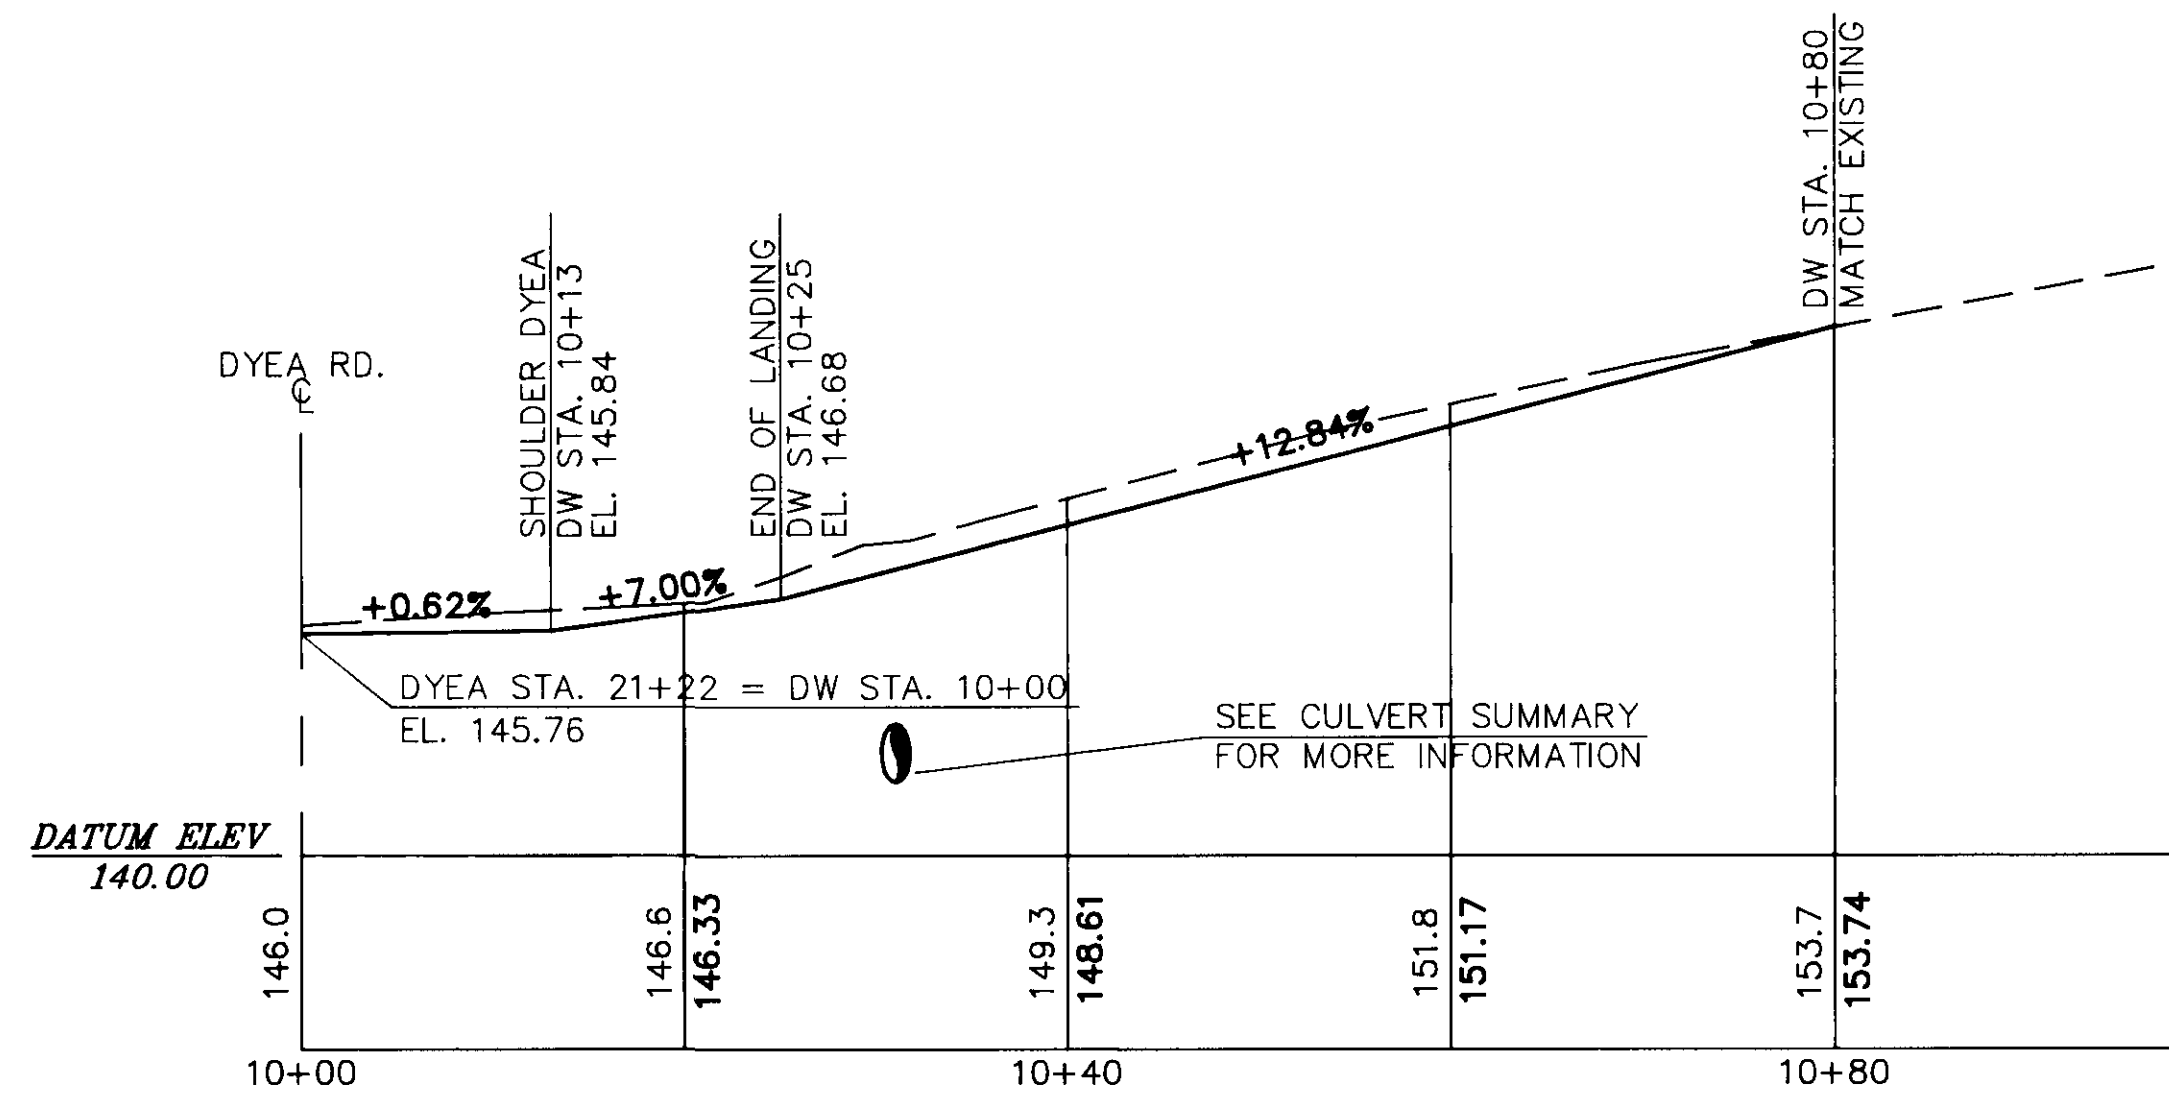 DYEA RD.
℄
SHOULDER DYEA
DW STA. 10+13
EL. 145.84
END OF LANDING
DW STA. 10+25
EL. 146.68
DW STA. 10+80
MATCH EXISTING
+0.62%
+7.00%
+12.84%
DYEA STA. 21+22 = DW STA. 10+00
EL. 145.76
SEE CULVERT SUMMARY
FOR MORE INFORMATION
DATUM ELEV
140.00
146.0
146.6
146.33
149.3
148.61
151.8
151.17
153.7
153.74
10+00
10+40
10+80